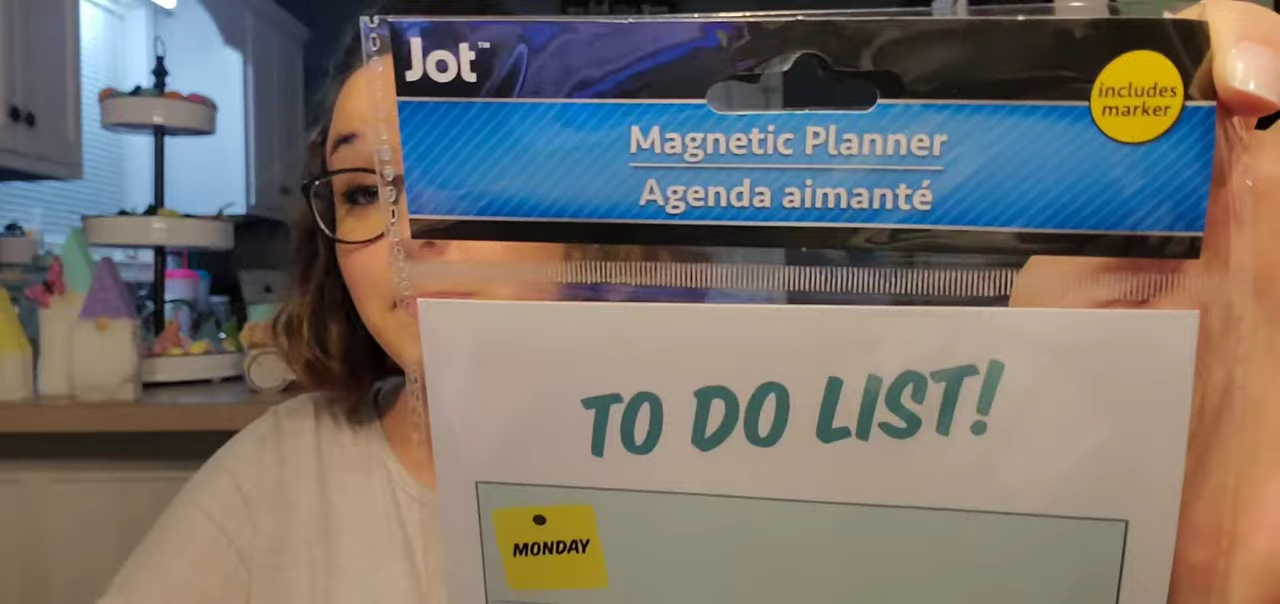 Jot™
includes
marker
Magnetic Planner
Agenda aimanté
TO DO LIST!
MONDAY